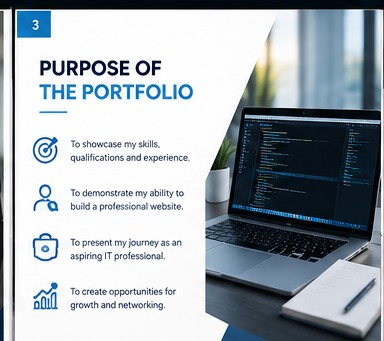 3
PURPOSE OF
THE PORTFOLIO
To showcase my skills,
qualifications and experience.
To demonstrate my ability to
build a professional website.
To present my journey as an
aspiring IT professional.
To create opportunities for
growth and networking.